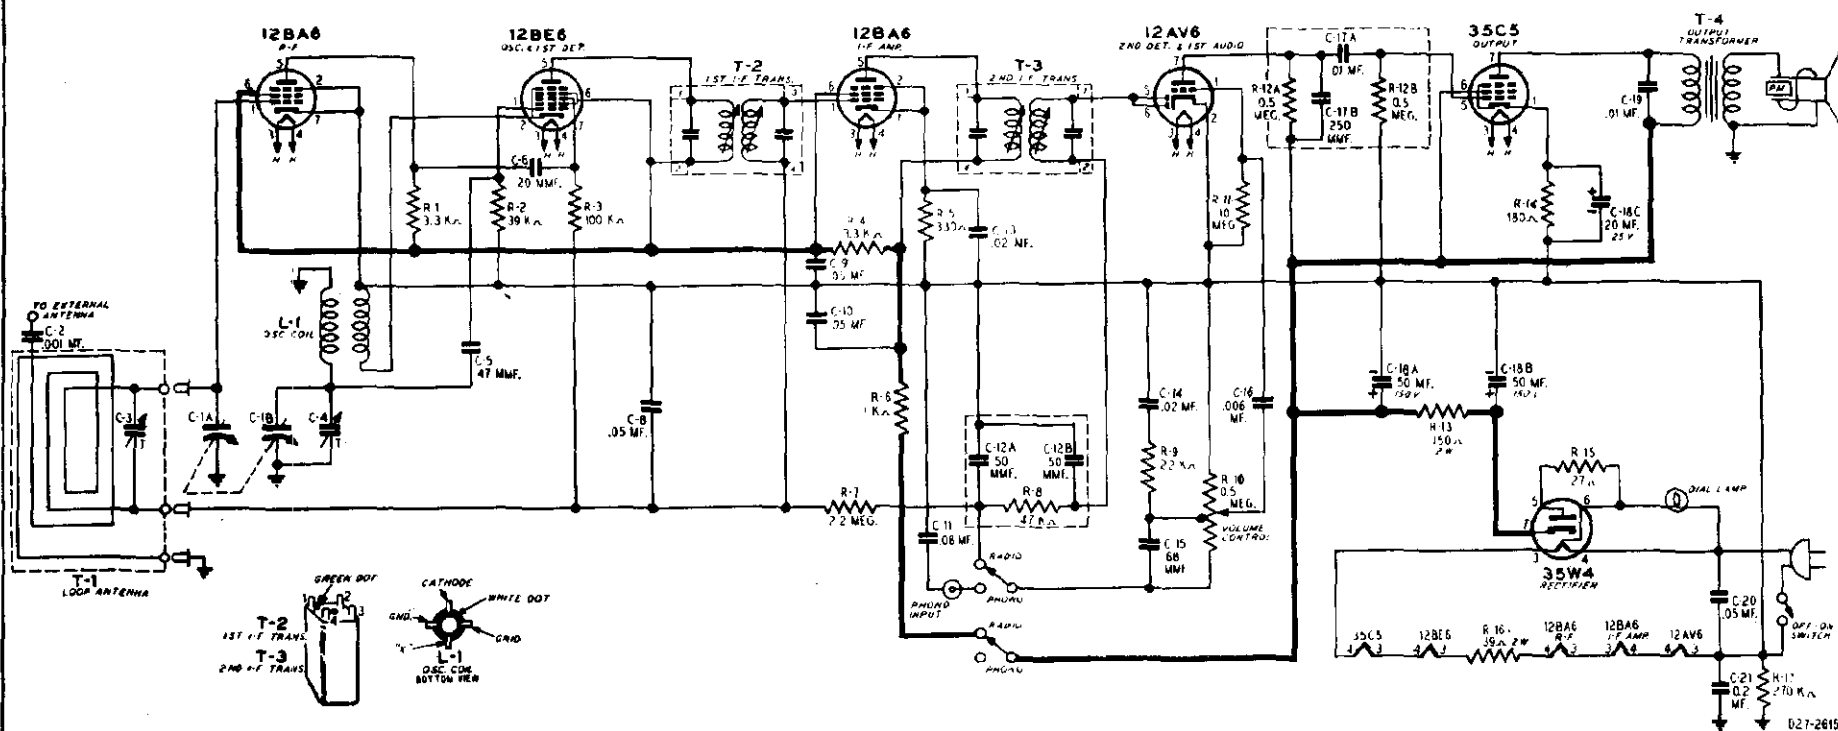 12BA6
R-F
12BE6
OSC. & 1ST DET.
12BA6
I-F AMP.
12AV6
2ND DET. & 1ST AUDIO
35C5
OUTPUT
T-4
OUTPUT
TRANSFORMER
T-2
1ST I-F TRANS.
T-3
2ND I.F TRANS
C-17A
.01 MF.
R-12A
0.5
MEG.
C-17B
250
MMF.
R-12B
0.5
MEG.
C-19
.01 MF.
PM
C-6
20 MMF.
R-1
3.3 K
R-2
39 K
R-3
100 K
R-4
3.3 K
R-5
330
C-13
.02 MF.
R-11
10
MEG
R-14
180
C-18C
20 MF.
25 V
C-9
.05 MF.
C-10
.05 MF
TO EXTERNAL
ANTENNA
C-2
.001 MF.
L-1
OSC COIL
C-5
47 MMF.
C-3
T
C-1A
C-1B
C-4
T
C-8
.05 MF.
R-6
1 K
C-14
.02 MF.
C-16
.006
MF.
C-18A
50 MF.
150V
C-18B
50 MF.
R-13
150
2 W
C-12A
50
MMF.
C-12B
50
MMF.
R-9
R-10
0.5
MEG.
VOLUME
CONTROL
R-15
27
DIAL LAMP
R-7
2.2 MEG.
R-8
47 K
C-11
.08 MF.
C-15
68
MMF
RADIO
PHONO
PHONO
INPUT
RADIO
PHONO
35W4
RECTIFIER
C-20
.05 MF.
OFF-ON
SWITCH
T-1
LOOP ANTENNA
GREEN DOT
T-2
1ST I-F TRANS.
T-3
2ND I-F TRANS.
CATHODE
WHITE DOT
GND.
GRID
"K"
L-1
OSC. COIL
BOTTOM VIEW
35C5
12BE6
R-16
39 2W
12BA6
R-F
12BA6
I-F AMP.
12AV6
C-21
0.2
MF.
R-17
270 K
D27-2615